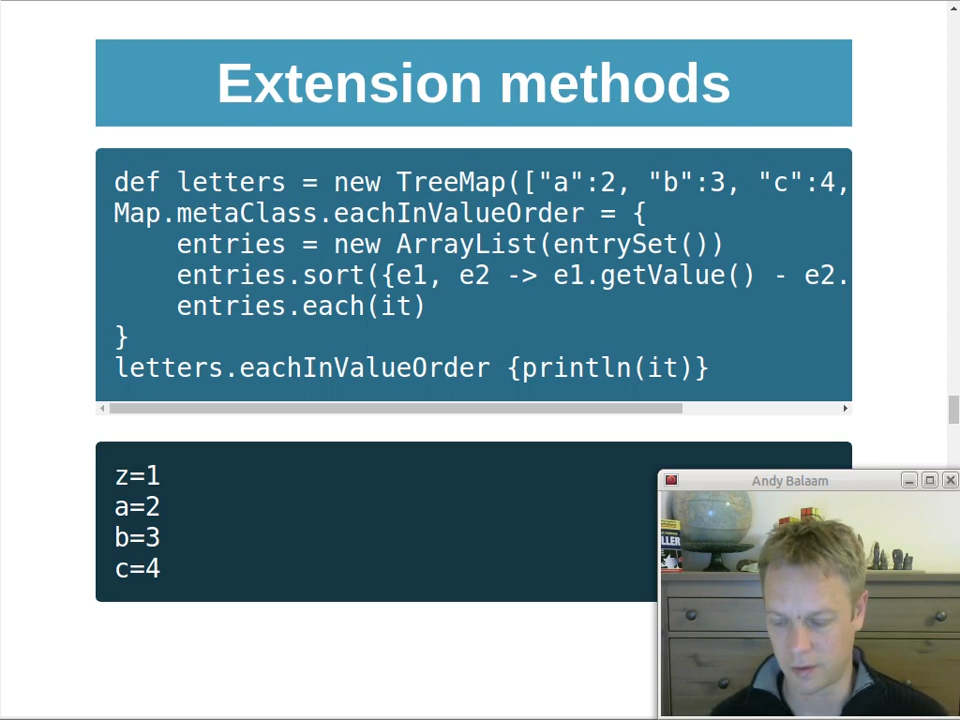 Extension methods
def letters = new TreeMap(["a":2, "b":3, "c":4,
Map.metaClass.eachInValueOrder = {
    entries = new ArrayList(entrySet())
    entries.sort({e1, e2 -> e1.getValue() - e2.
    entries.each(it)
}
letters.eachInValueOrder {println(it)}
z=1
a=2
b=3
c=4
Andy Balaam